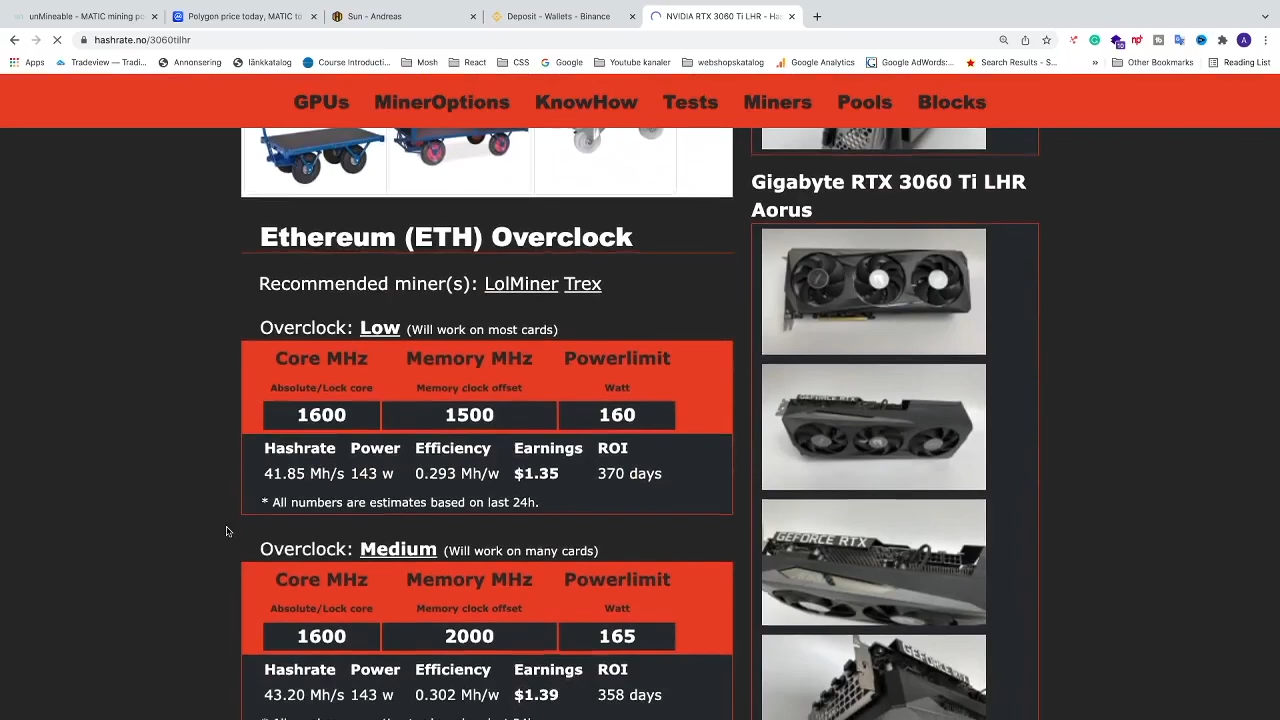 unMineable - MATIC mining po
Polygon price today, MATIC to
Sun - Andreas
Deposit - Wallets - Binance
NVIDIA RTX 3060 Ti LHR - Ha
hashrate.no/3060tilhr
Apps
Tradeview – Tradi...
Annonsering
länkkatalog
Course Introducti...
Mosh
React
CSS
Google
Youtube kanaler
webshopskatalog
Google Analytics
Google AdWords:...
Search Results - S...
»
Other Bookmarks
Reading List
GPUs
MinerOptions
KnowHow
Tests
Miners
Pools
Blocks
Ethereum (ETH) Overclock
Recommended miner(s): LolMiner Trex
Overclock: Low (Will work on most cards)
Core MHz Memory MHz Powerlimit
Absolute/Lock core Memory clock offset Watt
1600 1500 160
Hashrate Power Efficiency Earnings ROI
41.85 Mh/s 143 w 0.293 Mh/w $1.35 370 days
* All numbers are estimates based on last 24h.
Overclock: Medium (Will work on many cards)
Core MHz Memory MHz Powerlimit
Absolute/Lock core Memory clock offset Watt
1600 2000 165
Hashrate Power Efficiency Earnings ROI
43.20 Mh/s 143 w 0.302 Mh/w $1.39 358 days
Gigabyte RTX 3060 Ti LHR
Aorus
GEFORCE RTX
GEFORCE RTX